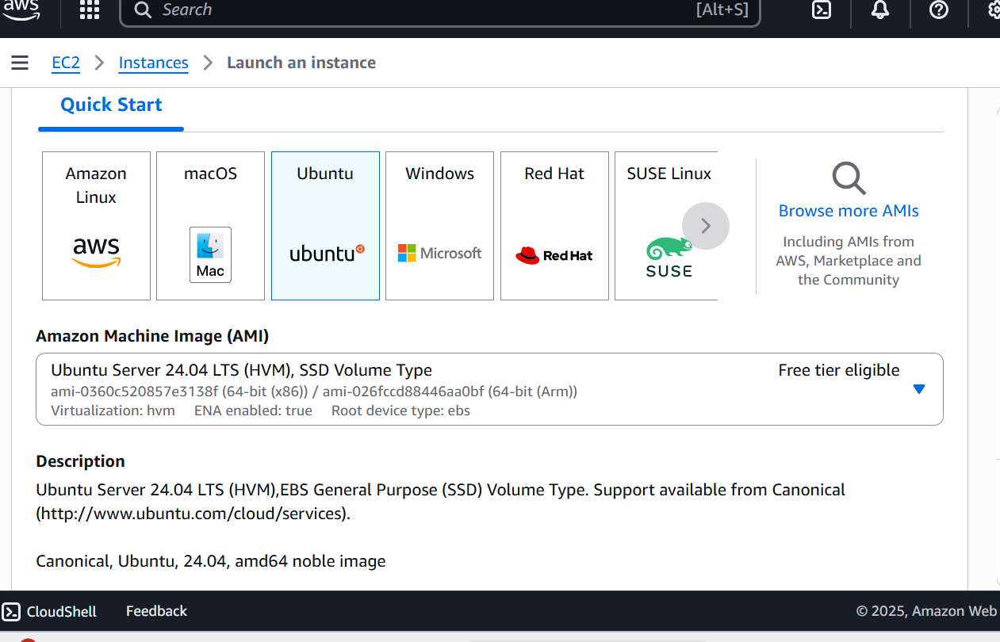 aws
Search [Alt+S]
EC2 Instances Launch an instance
Quick Start
Amazon Linux
aws
macOS
Mac
Ubuntu
ubuntu
Windows
Microsoft
Red Hat
Red Hat
SUSE Linux
SUSE
Browse more AMIs
Including AMIs from
AWS, Marketplace and
the Community
Amazon Machine Image (AMI)
Ubuntu Server 24.04 LTS (HVM), SSD Volume Type Free tier eligible
ami-0360c520857e3138f (64-bit (x86)) / ami-026fccd88446aa0bf (64-bit (Arm))
Virtualization: hvm ENA enabled: true Root device type: ebs
Description
Ubuntu Server 24.04 LTS (HVM),EBS General Purpose (SSD) Volume Type. Support available from Canonical
(http://www.ubuntu.com/cloud/services).
Canonical, Ubuntu, 24.04, amd64 noble image
CloudShell Feedback © 2025, Amazon Web